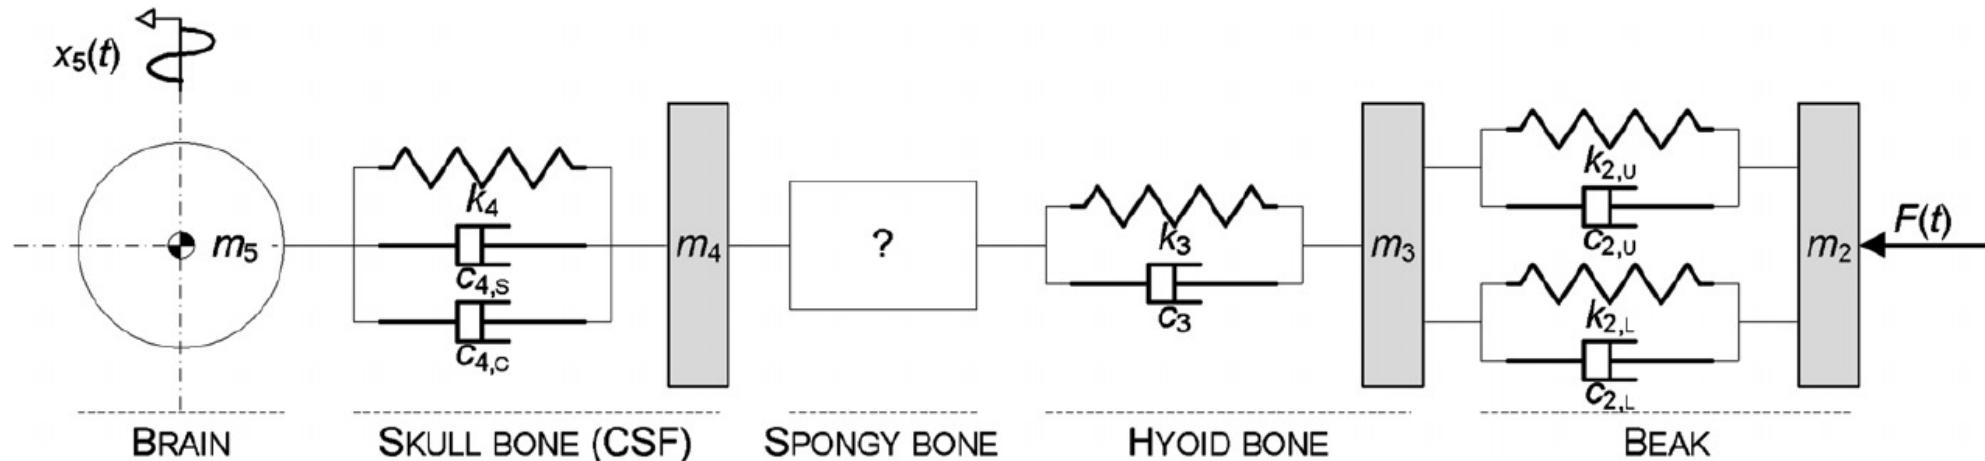 x₅(t)
m₅
k₄
c₄,S
c₄,C
m₄
?
k₃
c₃
m₃
k₂,U
c₂,U
k₂,L
c₂,L
m₂
F(t)
BRAIN
SKULL BONE (CSF)
SPONGY BONE
HYOID BONE
BEAK